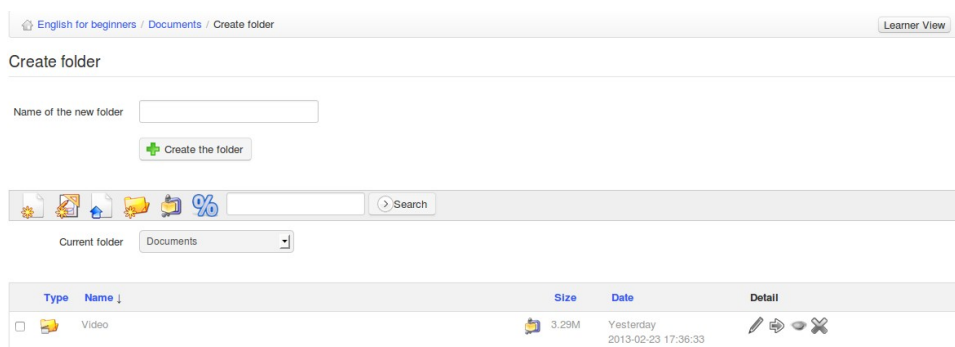 English for beginners / Documents / Create folder
Learner View
Create folder
Name of the new folder
Create the folder
%
Search
Current folder
Documents
Type Name ↓ Size Date Detail
Video 3.29M Yesterday
2013-02-23 17:36:33